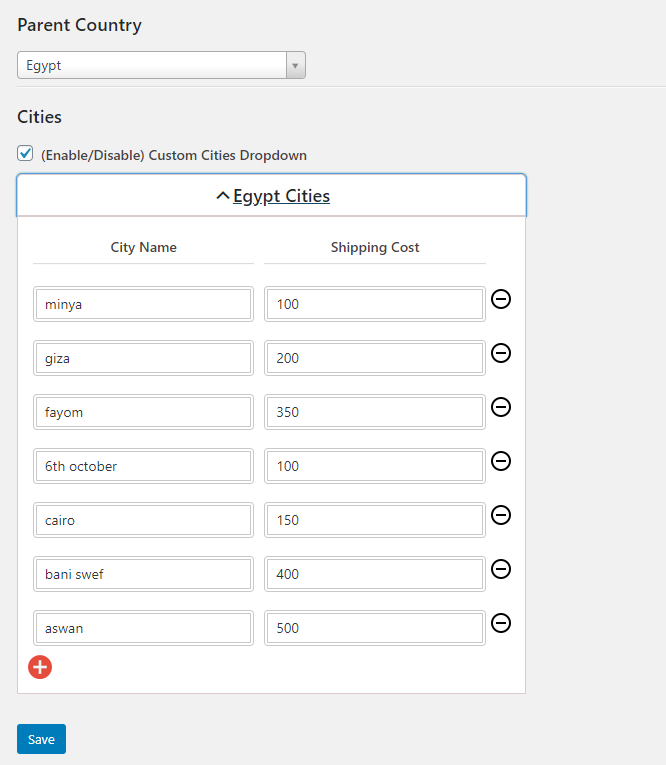 Parent Country
Egypt
Cities
(Enable/Disable) Custom Cities Dropdown
Egypt Cities
City Name Shipping Cost
minya 100
giza 200
fayom 350
6th october 100
cairo 150
bani swef 400
aswan 500
Save